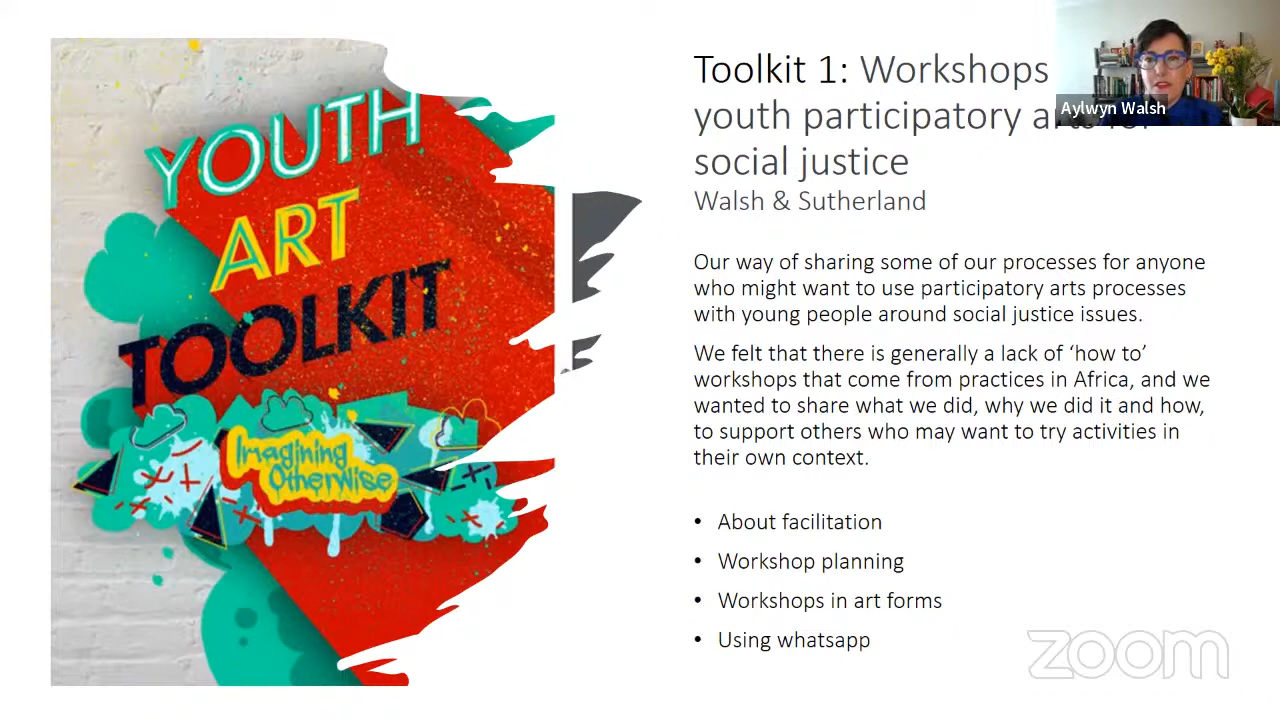 YOUTH
ART
TOOLKIT
Imagining
Otherwise
Toolkit 1: Workshops
youth participatory arts for
social justice
Walsh & Sutherland
Our way of sharing some of our processes for anyone
who might want to use participatory arts processes
with young people around social justice issues.
We felt that there is generally a lack of ‘how to’
workshops that come from practices in Africa, and we
wanted to share what we did, why we did it and how,
to support others who may want to try activities in
their own context.
• About facilitation
• Workshop planning
• Workshops in art forms
• Using whatsapp
Aylwyn Walsh
zoom